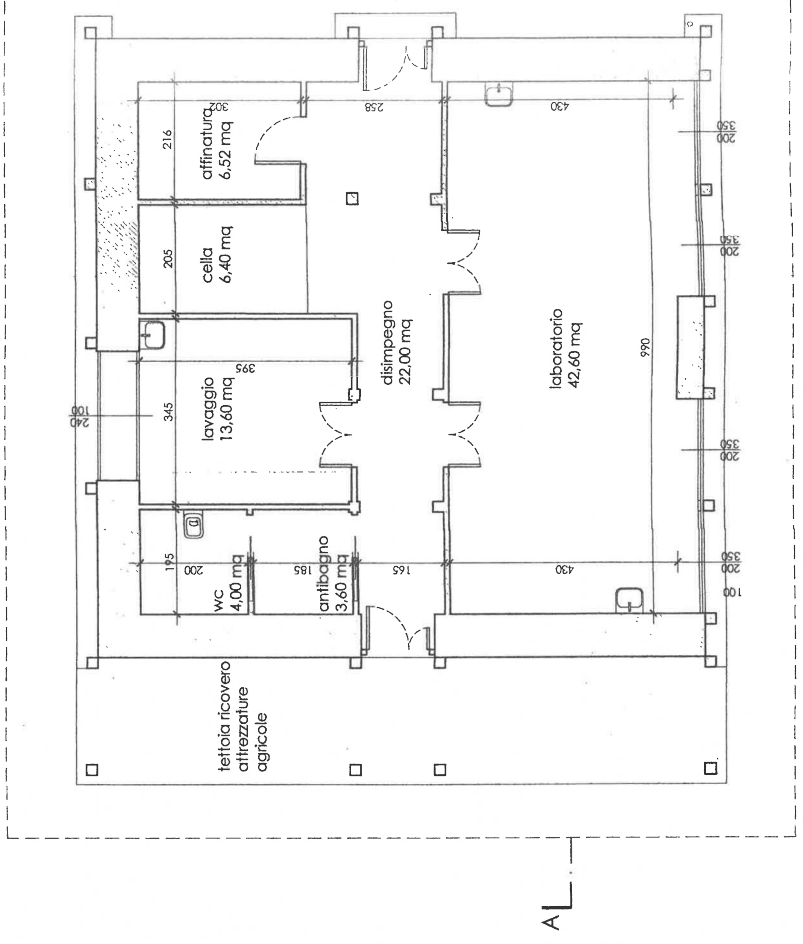 affinatura
6,52 mq
216
302
258
430
350
200
cella
6,40 mq
205
350
200
lavaggio
13,60 mq
345
395
100
240
disimpegno
22,00 mq
laboratorio
42,60 mq
990
350
200
wc
4,00 mq
195
200
185
antibagno
3,60 mq
165
430
350
200
100
tettoia ricovero
attrezzature
agricole
A